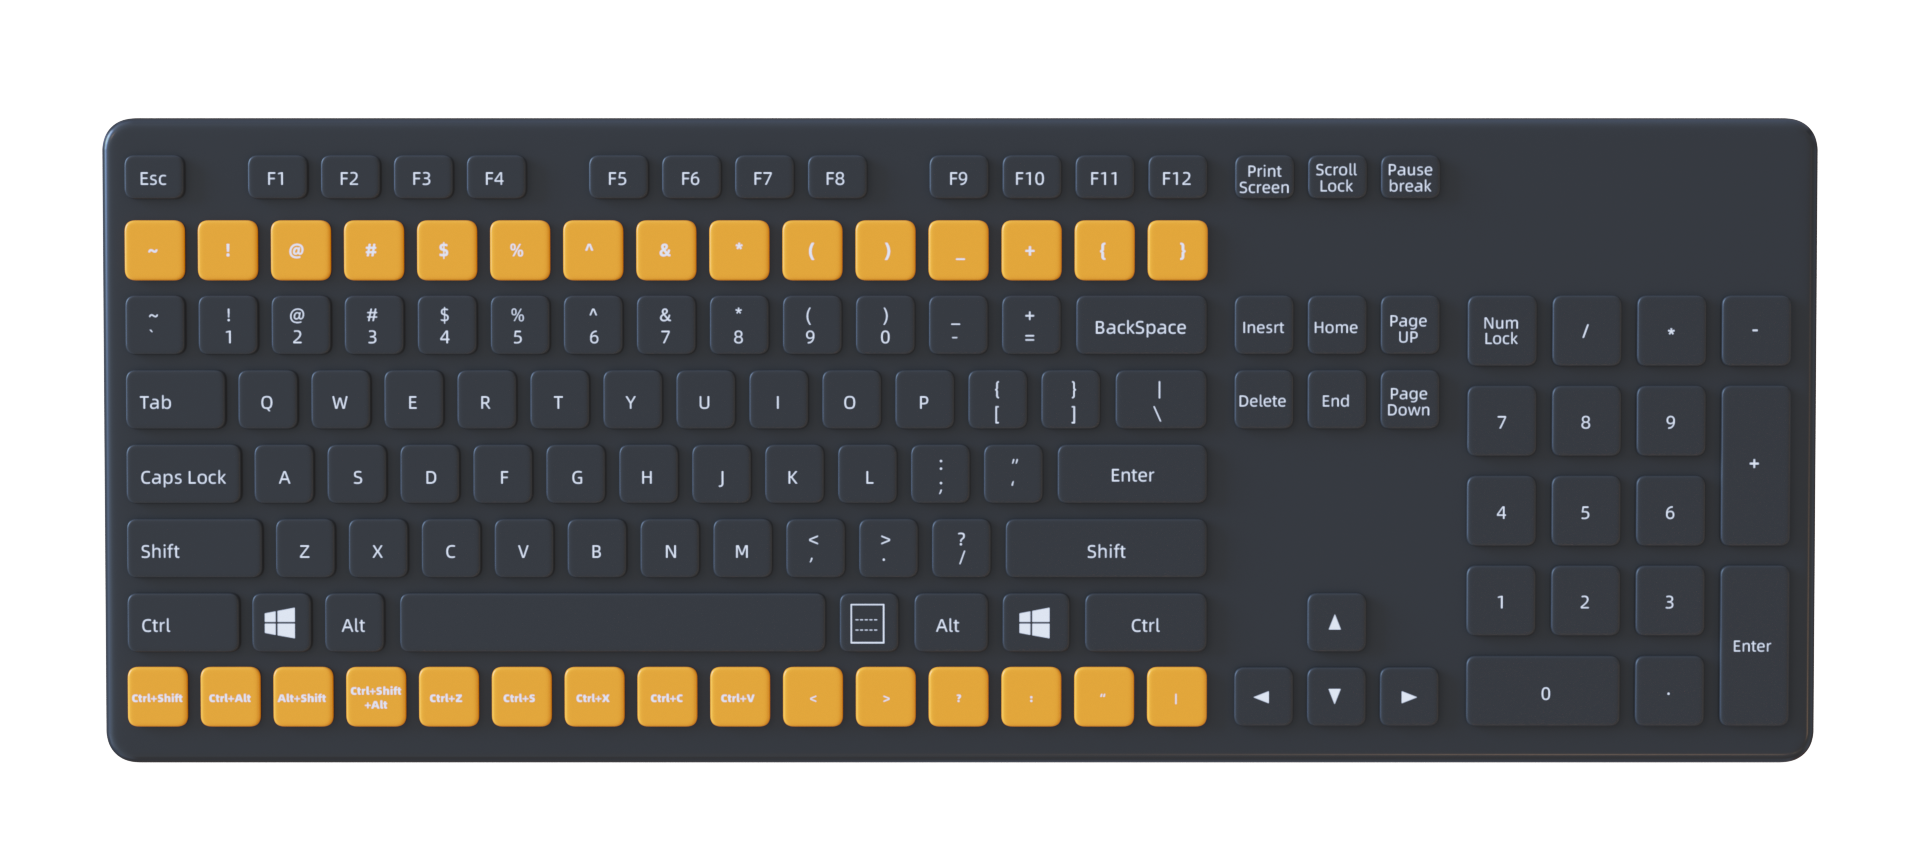 Esc F1 F2 F3 F4 F5 F6 F7 F8 F9 F10 F11 F12 Print Screen Scroll Lock Pause break
~ ! @ # $ % ^ & * ( ) _ + { }
~ ! @ # $ % ^ & * ( ) _ +
` 1 2 3 4 5 6 7 8 9 0 - = BackSpace Inesrt Home Page UP Num Lock / * -
Tab Q W E R T Y U I O P { [ } ] | \ Delete End Page Down 7 8 9 +
Caps Lock A S D F G H J K L : ; " ' Enter 4 5 6
Shift Z X C V B N M < , > . ? / Shift 1 2 3 Enter
Ctrl Alt Alt Ctrl ▲
Ctrl+Shift Ctrl+Alt Alt+Shift Ctrl+Shift +Alt Ctrl+Z Ctrl+S Ctrl+X Ctrl+C Ctrl+V < > ? : " | ◀ ▼ ▶ 0 .